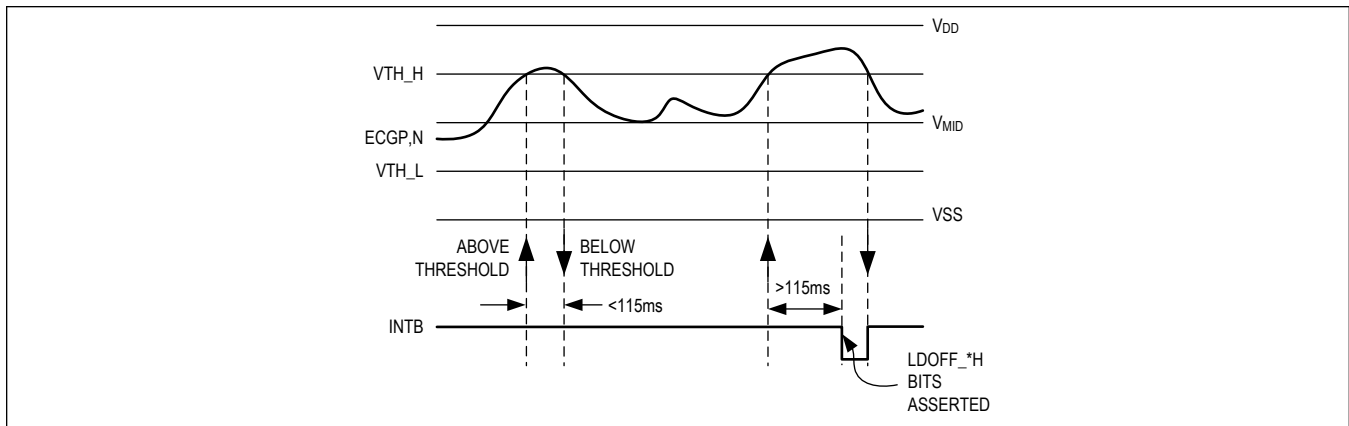 VDD
VTH_H
VMID
ECGP,N
VTH_L
VSS
ABOVE
THRESHOLD
BELOW
THRESHOLD
<115ms
>115ms
INTB
LDOFF_*H
BITS
ASSERTED